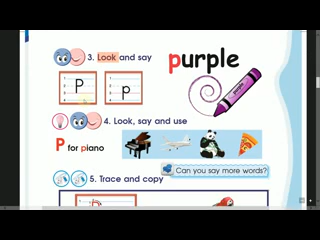 3. Look and say
purple
P
p
purple
4. Look, say and use
P for piano
Can you say more words?
5. Trace and copy